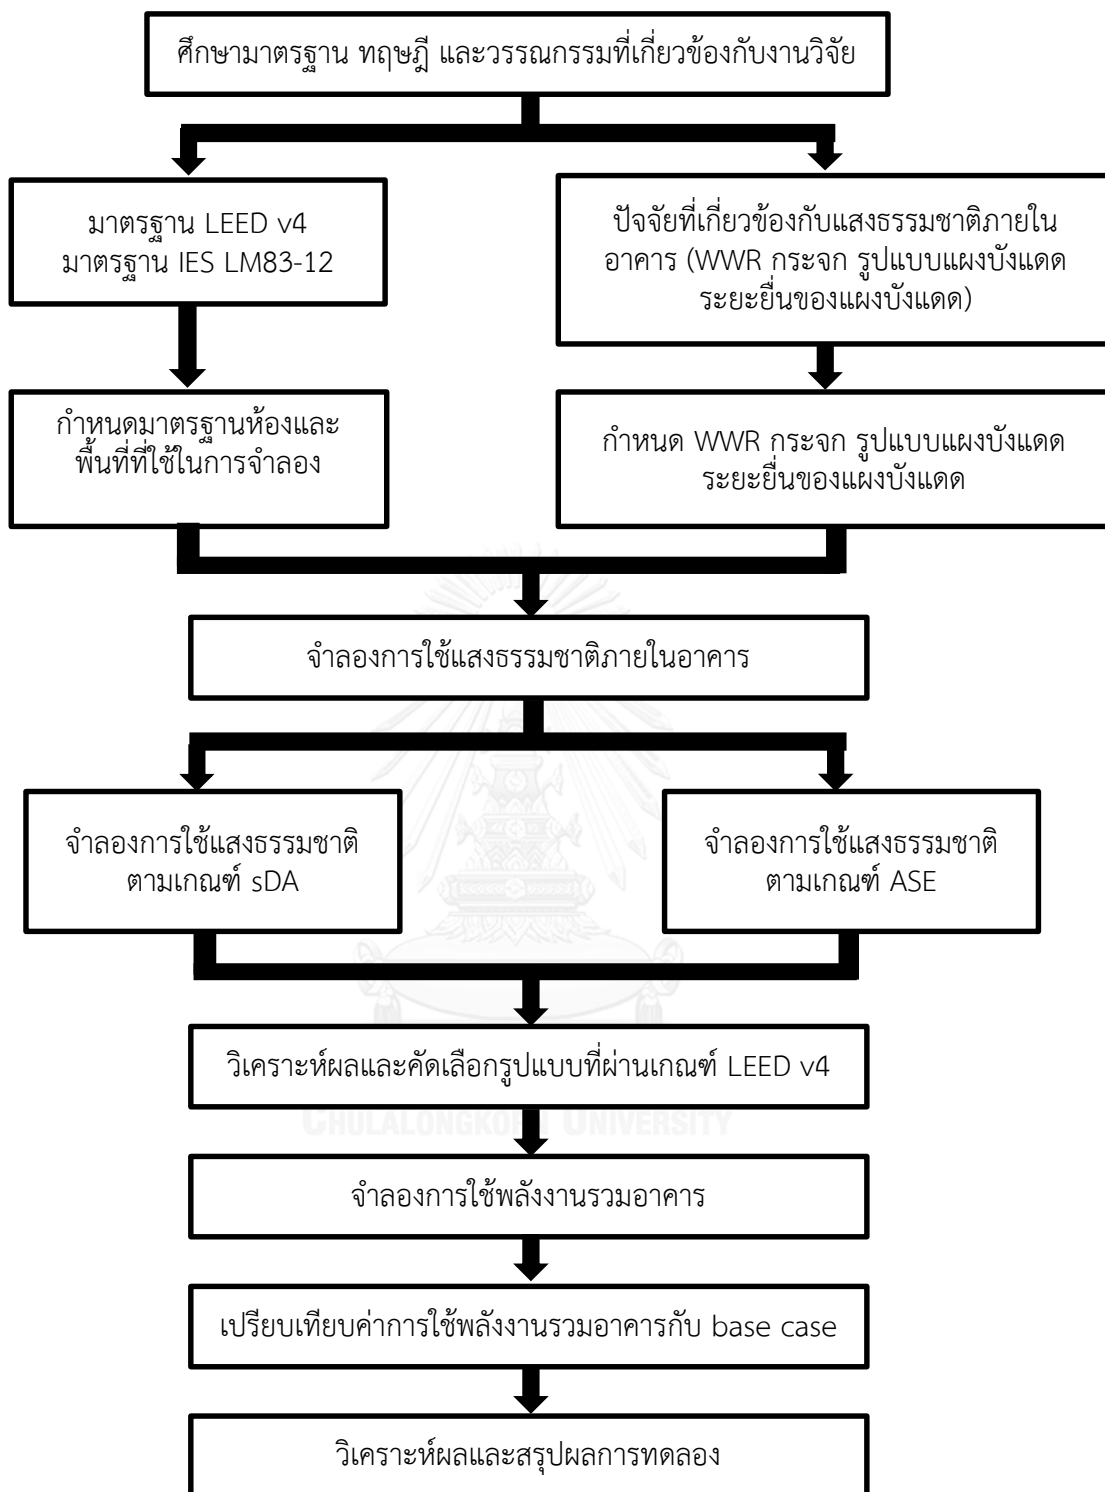 ศึกษามาตรฐาน ทฤษฎี และวรรณกรรมที่เกี่ยวข้องกับงานวิจัย
มาตรฐาน LEED v4
มาตรฐาน IES LM83-12
ปัจจัยที่เกี่ยวข้องกับแสงธรรมชาติภายใน
อาคาร (WWR กระจก รูปแบบแผงบังแดด
ระยะยื่นของแผงบังแดด)
กำหนดมาตรฐานห้องและ
พื้นที่ที่ใช้ในการจำลอง
กำหนด WWR กระจก รูปแบบแผงบังแดด
ระยะยื่นของแผงบังแดด
จำลองการใช้แสงธรรมชาติภายในอาคาร
จำลองการใช้แสงธรรมชาติ
ตามเกณฑ์ sDA
จำลองการใช้แสงธรรมชาติ
ตามเกณฑ์ ASE
วิเคราะห์ผลและคัดเลือกรูปแบบที่ผ่านเกณฑ์ LEED v4
CHULALONGKORN UNIVERSITY
จำลองการใช้พลังงานรวมอาคาร
เปรียบเทียบค่าการใช้พลังงานรวมอาคารกับ base case
วิเคราะห์ผลและสรุปผลการทดลอง